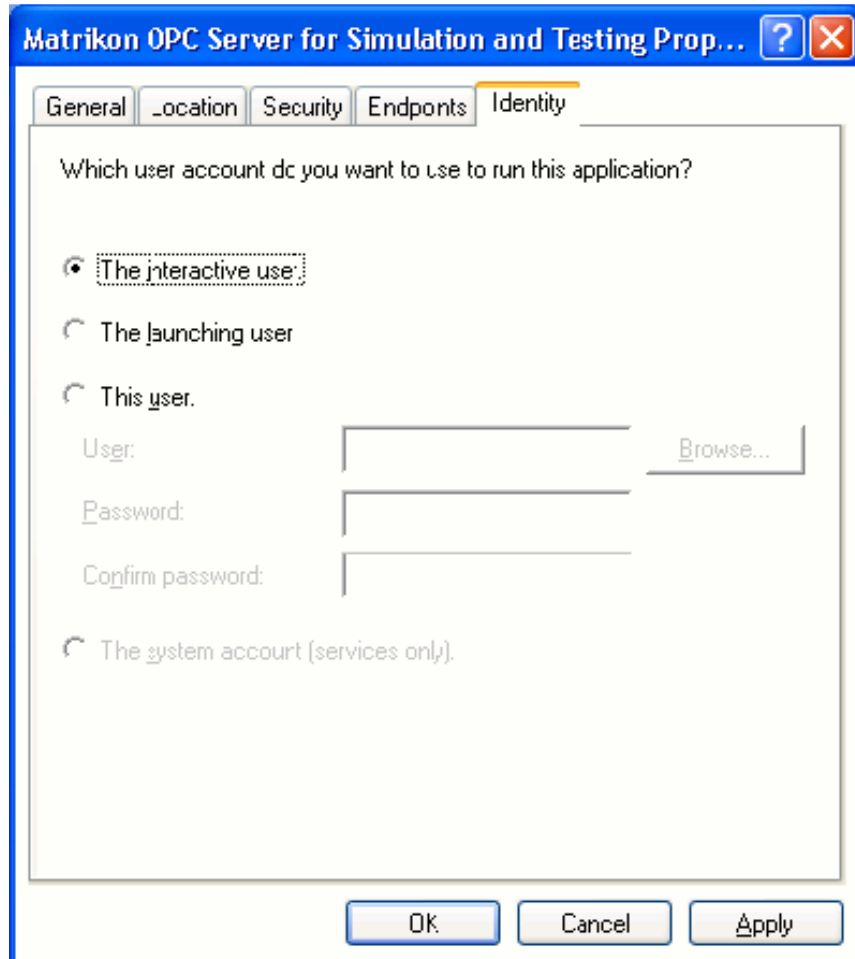 Matrikon OPC Server for Simulation and Testing Prop...
General Location Security Endponts Identity
Which user account do you want to use to run this application?
The interactive user.
The launching user
This user.
User: Browse...
Password:
Confirm password:
The system account (services only).
OK Cancel Apply